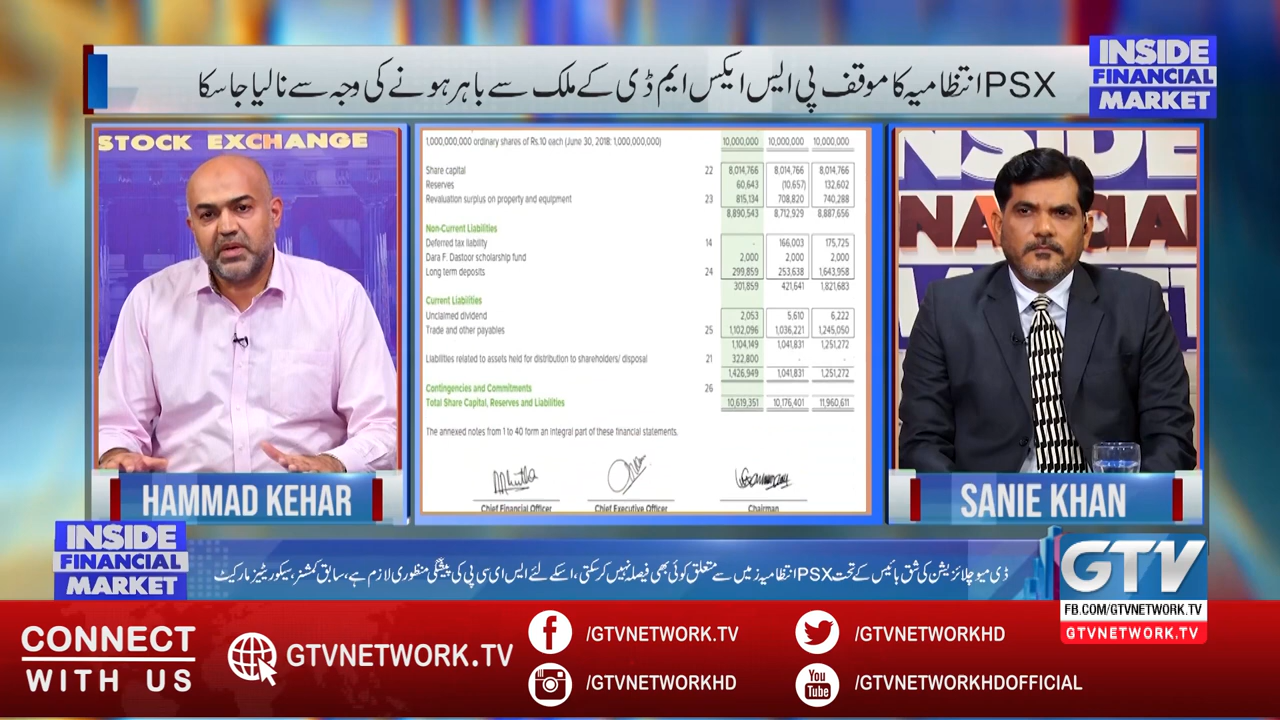 PSX انتظامیہ کا موقف پی ایس ایکس ایم ڈی کے ملک سے باہر ہونے کی وجہ سے نا لیا جا سکا
INSIDE
FINANCIAL
MARKET
STOCK EXCHANGE
1,000,000,000 ordinary shares of Rs.10 each (June 30, 2018: 1,000,000,000) 10,000,000 10,000,000 10,000,000
Share capital 22 8,014,766 8,014,766 8,014,766
Reserves 60,643 (10,657) 132,602
Revaluation surplus on property and equipment 23 815,134 708,820 740,288
8,890,543 8,712,929 8,887,656
Non-Current Liabilities
Deferred tax liability 14 - 166,003 175,725
Dara F. Dastoor scholarship fund 2,000 2,000 2,000
Long term deposits 24 299,859 253,638 1,643,958
301,859 421,641 1,821,683
Current Liabilities
Unclaimed dividend 2,053 5,610 6,222
Trade and other payables 25 1,102,096 1,036,221 1,245,050
1,104,149 1,041,831 1,251,272
Liabilities related to assets held for distribution to shareholders/ disposal 21 322,800 - -
1,426,949 1,041,831 1,251,272
Contingencies and Commitments 26
Total Share Capital, Reserves and Liabilities 10,619,351 10,176,401 11,960,611
The annexed notes from 1 to 40 form an integral part of these financial statements.
Chief Financial Officer Chief Executive Officer Chairman
HAMMAD KEHAR
SANIE KHAN
INSIDE
FINANCIAL
MARKET
ڈی میوچلائزیشن کی شق بائیس کے تحت PSX انتظامیہ زمیں سے متعلق کوئی بھی فیصلہ نہیں کر سکتی، اسکے لئے ایس ای سی پی کی پیشگی منظوری لازم ہے، سابق کمشنر، سیکورٹیز مارکیٹ
GTV
FB.COM/GTVNETWORK.TV
GTVNETWORK.TV
CONNECT
WITH US
GTVNETWORK.TV
/GTVNETWORK.TV
/GTVNETWORKHD
/GTVNETWORKHD
/GTVNETWORKHDOFFICIAL